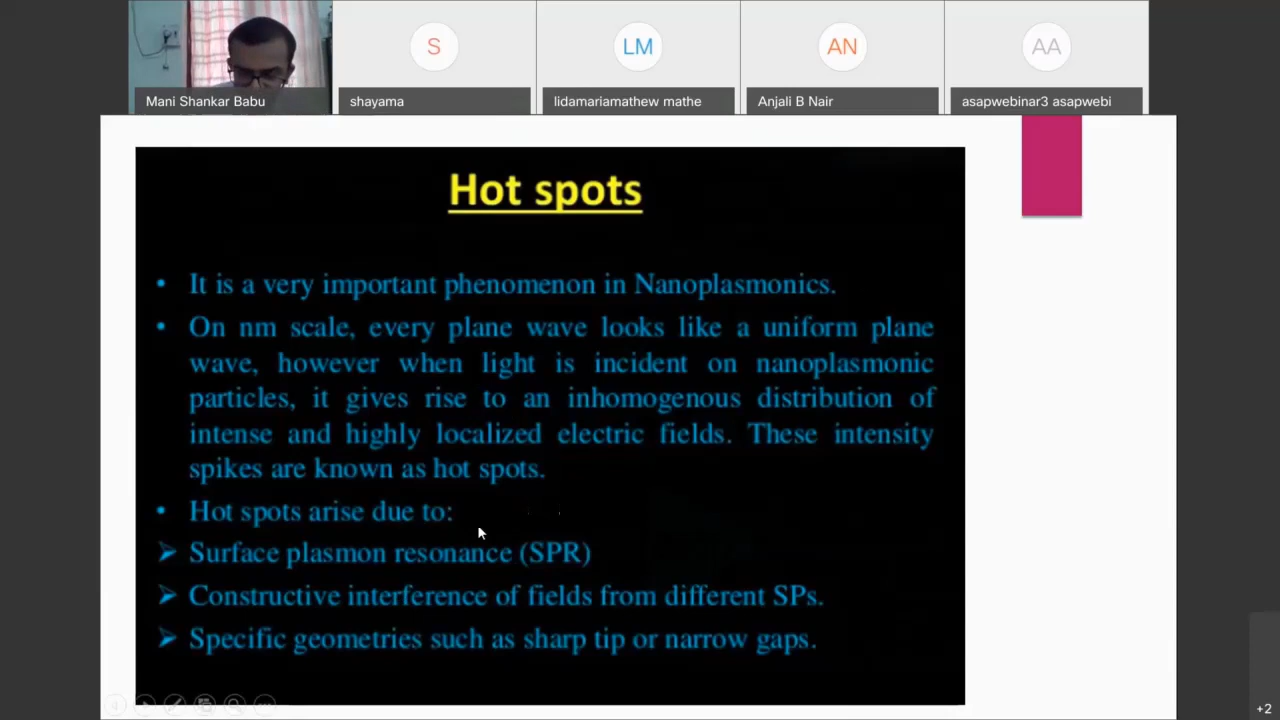 S
LM
AN
AA
Mani Shankar Babu
shayama
lidamariamathew mathe
Anjali B Nair
asapwebinar3 asapwebi
Hot spots
• It is a very important phenomenon in Nanoplasmonics.
• On nm scale, every plane wave looks like a uniform plane
wave, however when light is incident on nanoplasmonic
particles, it gives rise to an inhomogenous distribution of
intense and highly localized electric fields. These intensity
spikes are known as hot spots.
• Hot spots arise due to:
➢ Surface plasmon resonance (SPR)
➢ Constructive interference of fields from different SPs.
➢ Specific geometries such as sharp tip or narrow gaps.
+2